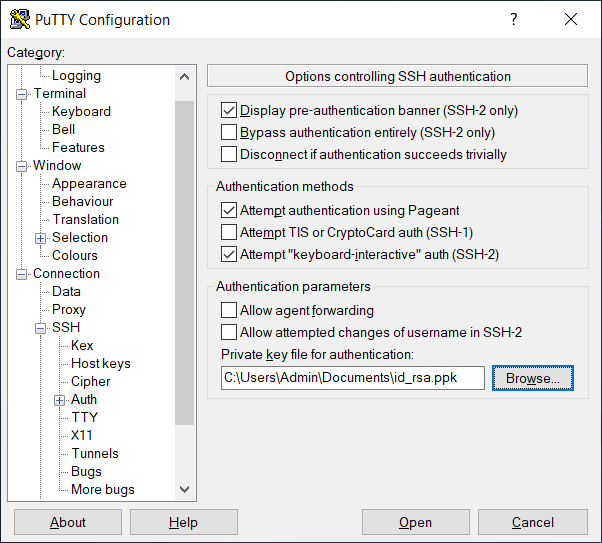 PuTTY Configuration
Category:
Logging
Terminal
Keyboard
Bell
Features
Window
Appearance
Behaviour
Translation
Selection
Colours
Connection
Data
Proxy
SSH
Kex
Host keys
Cipher
Auth
TTY
X11
Tunnels
Bugs
More bugs
Options controlling SSH authentication
Display pre-authentication banner (SSH-2 only)
Bypass authentication entirely (SSH-2 only)
Disconnect if authentication succeeds trivially
Authentication methods
Attempt authentication using Pageant
Attempt TIS or CryptoCard auth (SSH-1)
Attempt "keyboard-interactive" auth (SSH-2)
Authentication parameters
Allow agent forwarding
Allow attempted changes of username in SSH-2
Private key file for authentication:
C:\Users\Admin\Documents\id_rsa.ppk
Browse...
About
Help
Open
Cancel